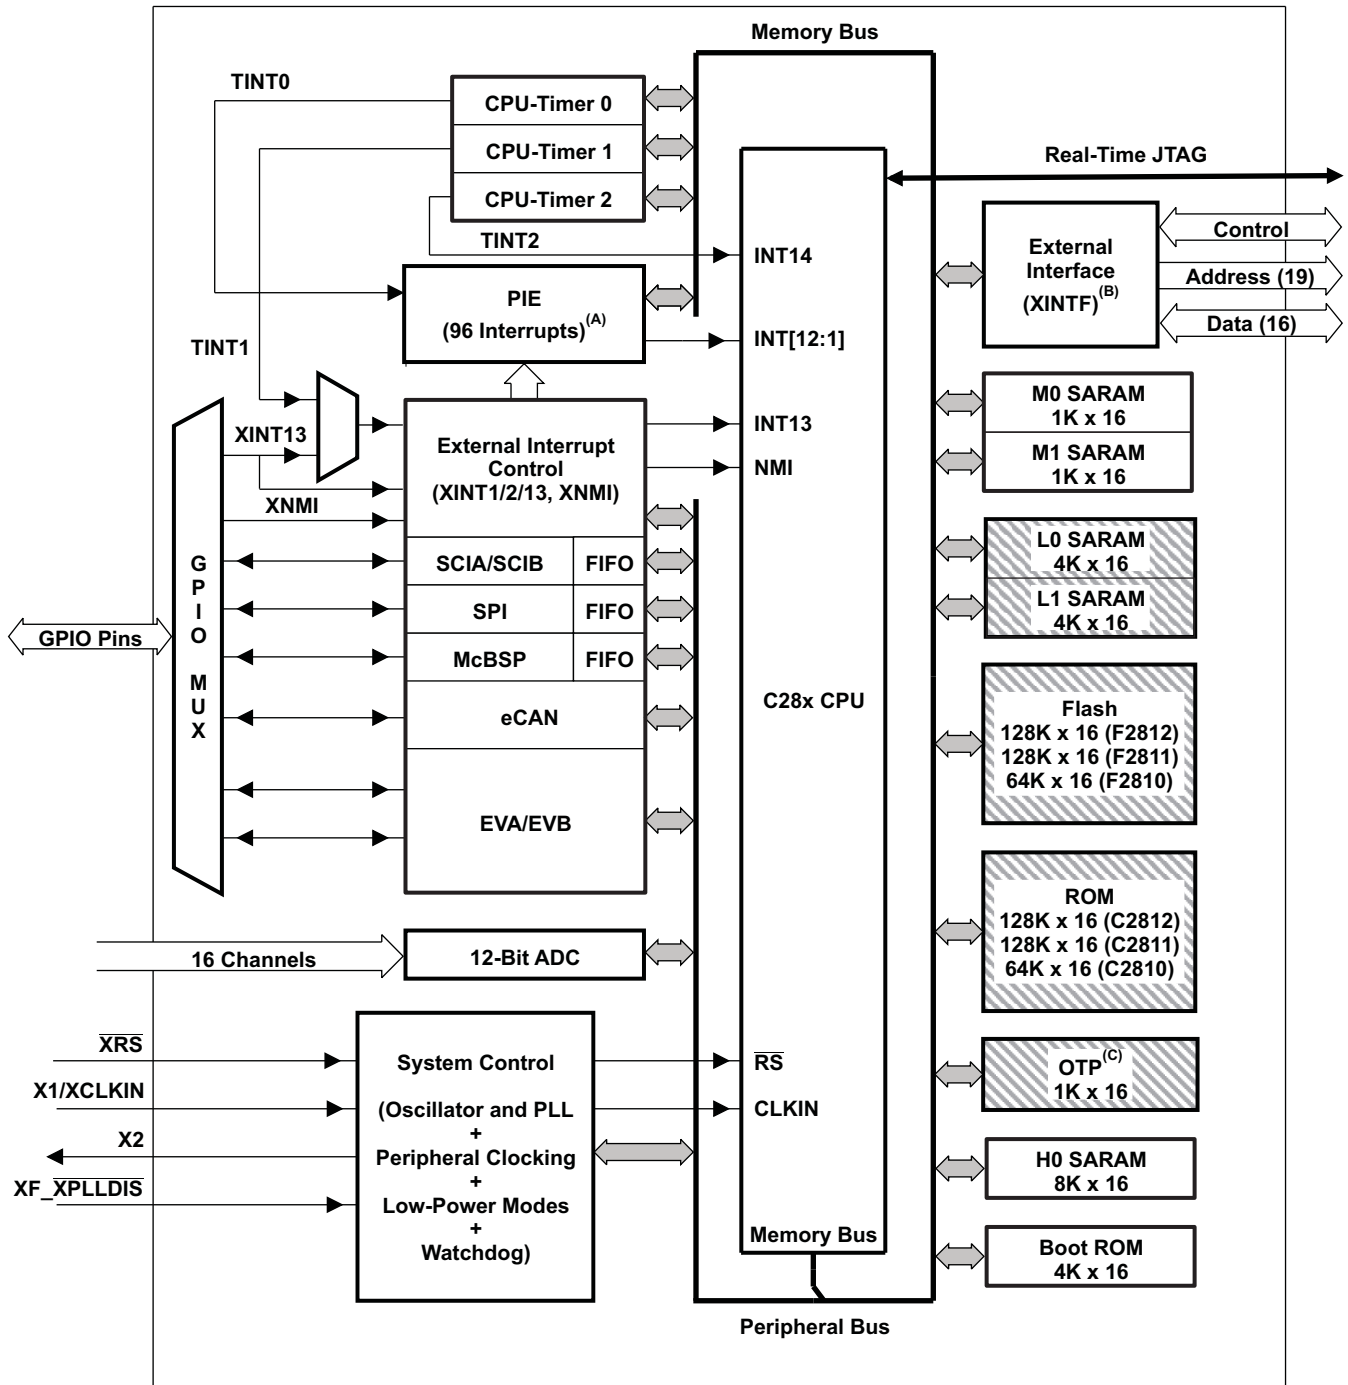 Memory Bus
TINT0
CPU-Timer 0
CPU-Timer 1
CPU-Timer 2
TINT2
INT14
PIE
(96 Interrupts)(A)
INT[12:1]
TINT1
XINT13
XNMI
External Interrupt
Control
(XINT1/2/13, XNMI)
INT13
NMI
SCIA/SCIB
FIFO
SPI
FIFO
McBSP
FIFO
eCAN
EVA/EVB
GPIO Pins
GPIO MUX
16 Channels
12-Bit ADC
XRS
X1/XCLKIN
X2
XF_XPLLDIS
System Control
(Oscillator and PLL
+
Peripheral Clocking
+
Low-Power Modes
+
Watchdog)
RS
CLKIN
C28x CPU
Memory Bus
Peripheral Bus
Real-Time JTAG
External
Interface
(XINTF)(B)
Control
Address (19)
Data (16)
M0 SARAM
1K x 16
M1 SARAM
1K x 16
L0 SARAM
4K x 16
L1 SARAM
4K x 16
Flash
128K x 16 (F2812)
128K x 16 (F2811)
64K x 16 (F2810)
ROM
128K x 16 (C2812)
128K x 16 (C2811)
64K x 16 (C2810)
OTP(C)
1K x 16
H0 SARAM
8K x 16
Boot ROM
4K x 16